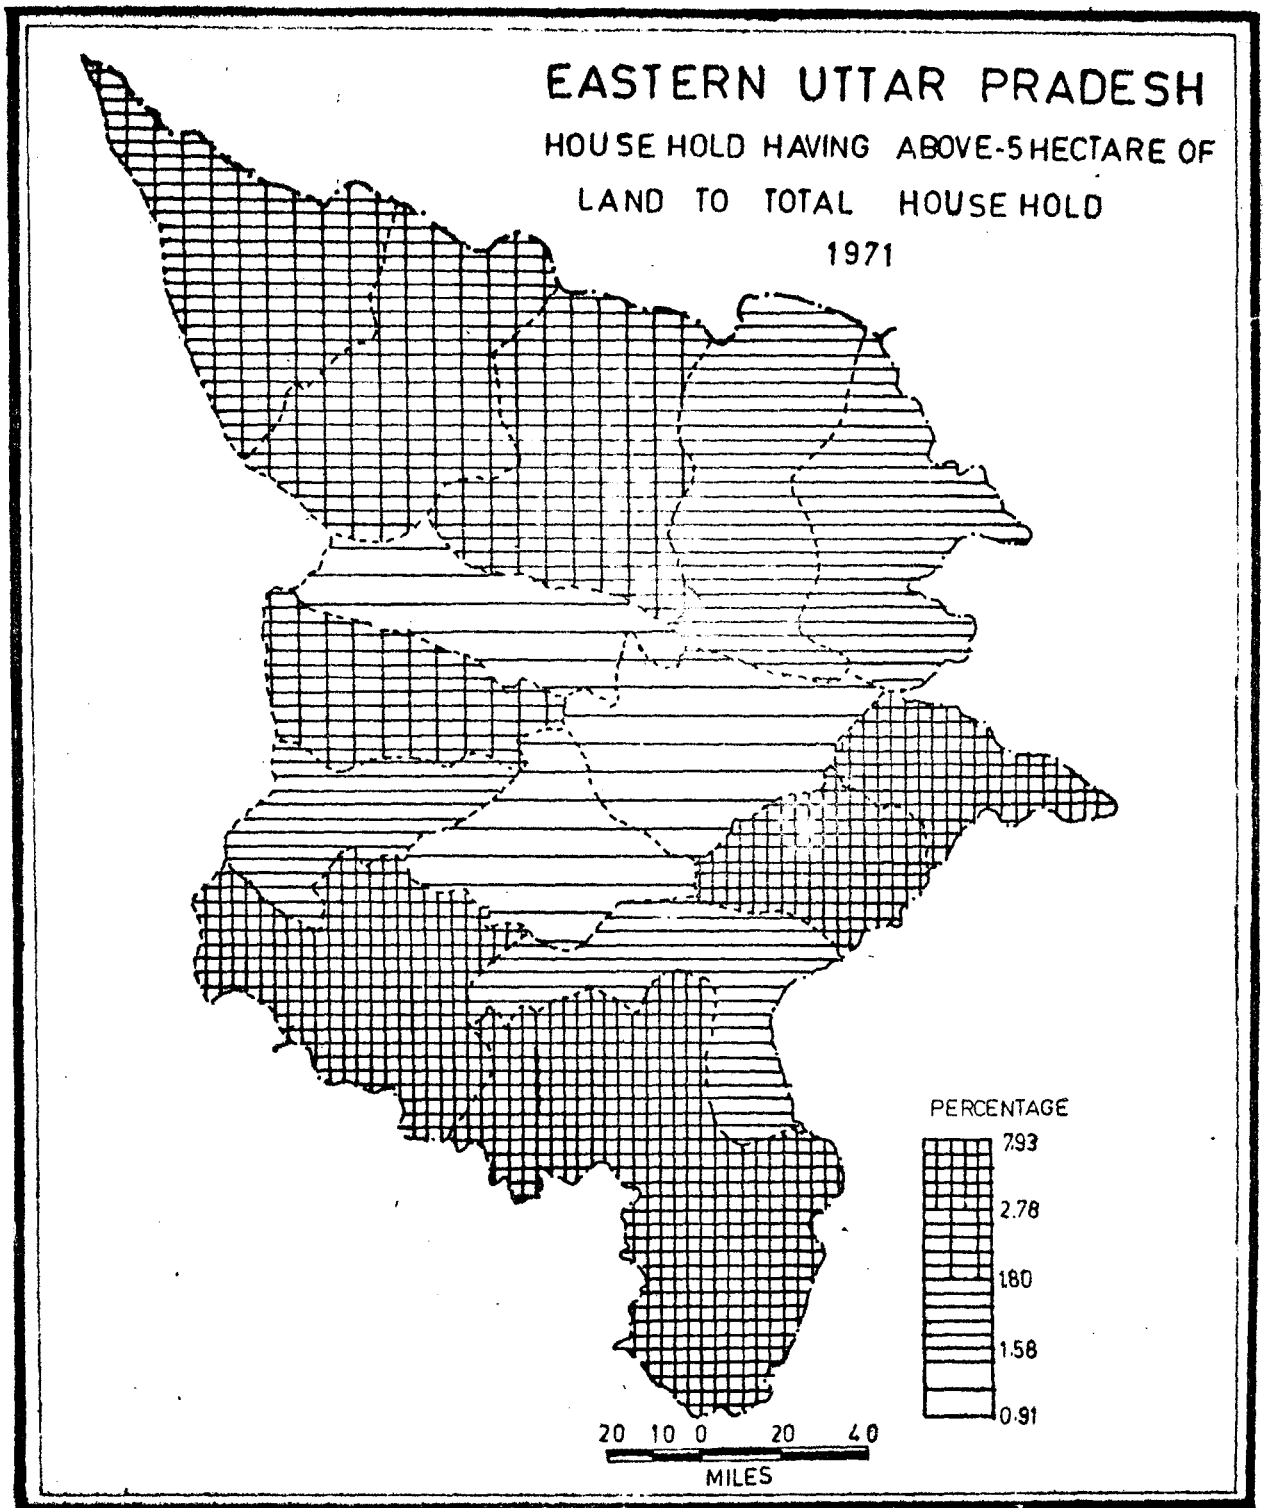 EASTERN UTTAR PRADESH
HOUSE HOLD HAVING ABOVE-5 HECTARE OF
LAND TO TOTAL HOUSE HOLD
1971
PERCENTAGE
7.93
2.78
1.80
1.58
0.91
20 10 0 20 40
MILES